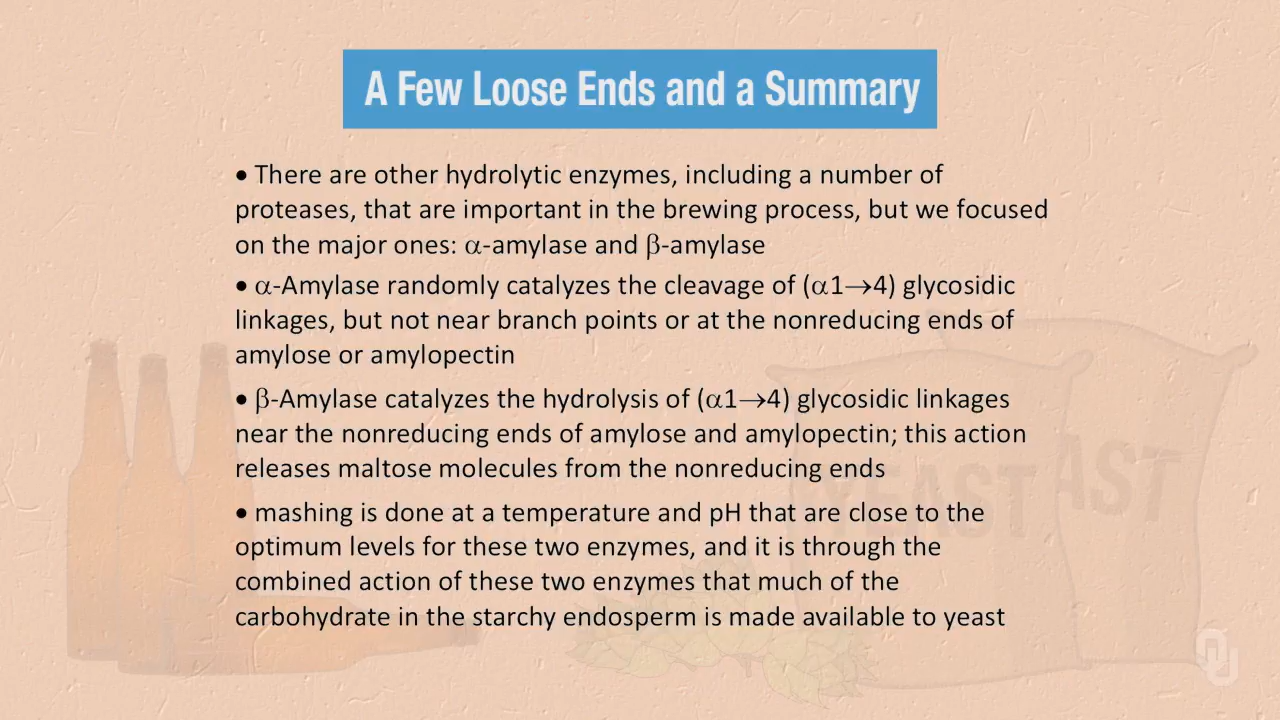 A Few Loose Ends and a Summary
• There are other hydrolytic enzymes, including a number of
proteases, that are important in the brewing process, but we focused
on the major ones: α-amylase and β-amylase
• α-Amylase randomly catalyzes the cleavage of (α1→4) glycosidic
linkages, but not near branch points or at the nonreducing ends of
amylose or amylopectin
• β-Amylase catalyzes the hydrolysis of (α1→4) glycosidic linkages
near the nonreducing ends of amylose and amylopectin; this action
releases maltose molecules from the nonreducing ends
YEAST AST
• mashing is done at a temperature and pH that are close to the
optimum levels for these two enzymes, and it is through the
combined action of these two enzymes that much of the
carbohydrate in the starchy endosperm is made available to yeast
OU